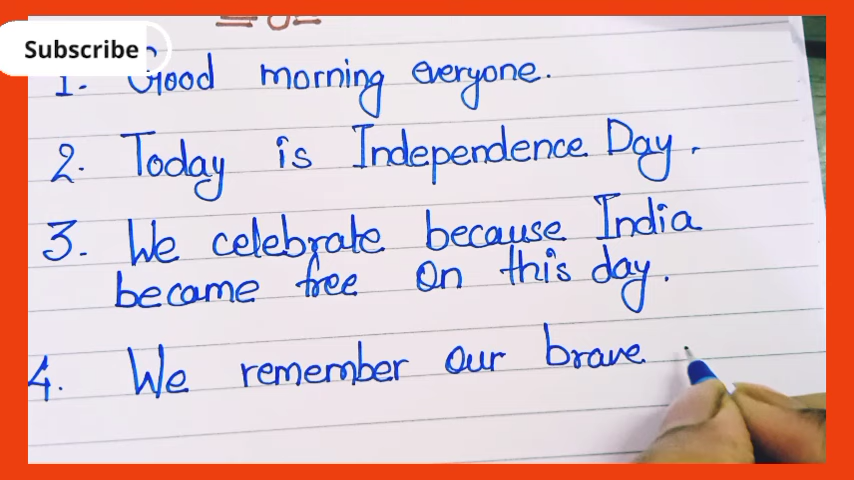 Subscribe
1. Good morning everyone.
2. Today is Independence Day.
3. We celebrate because India
became free on this day.
4. We remember our brave